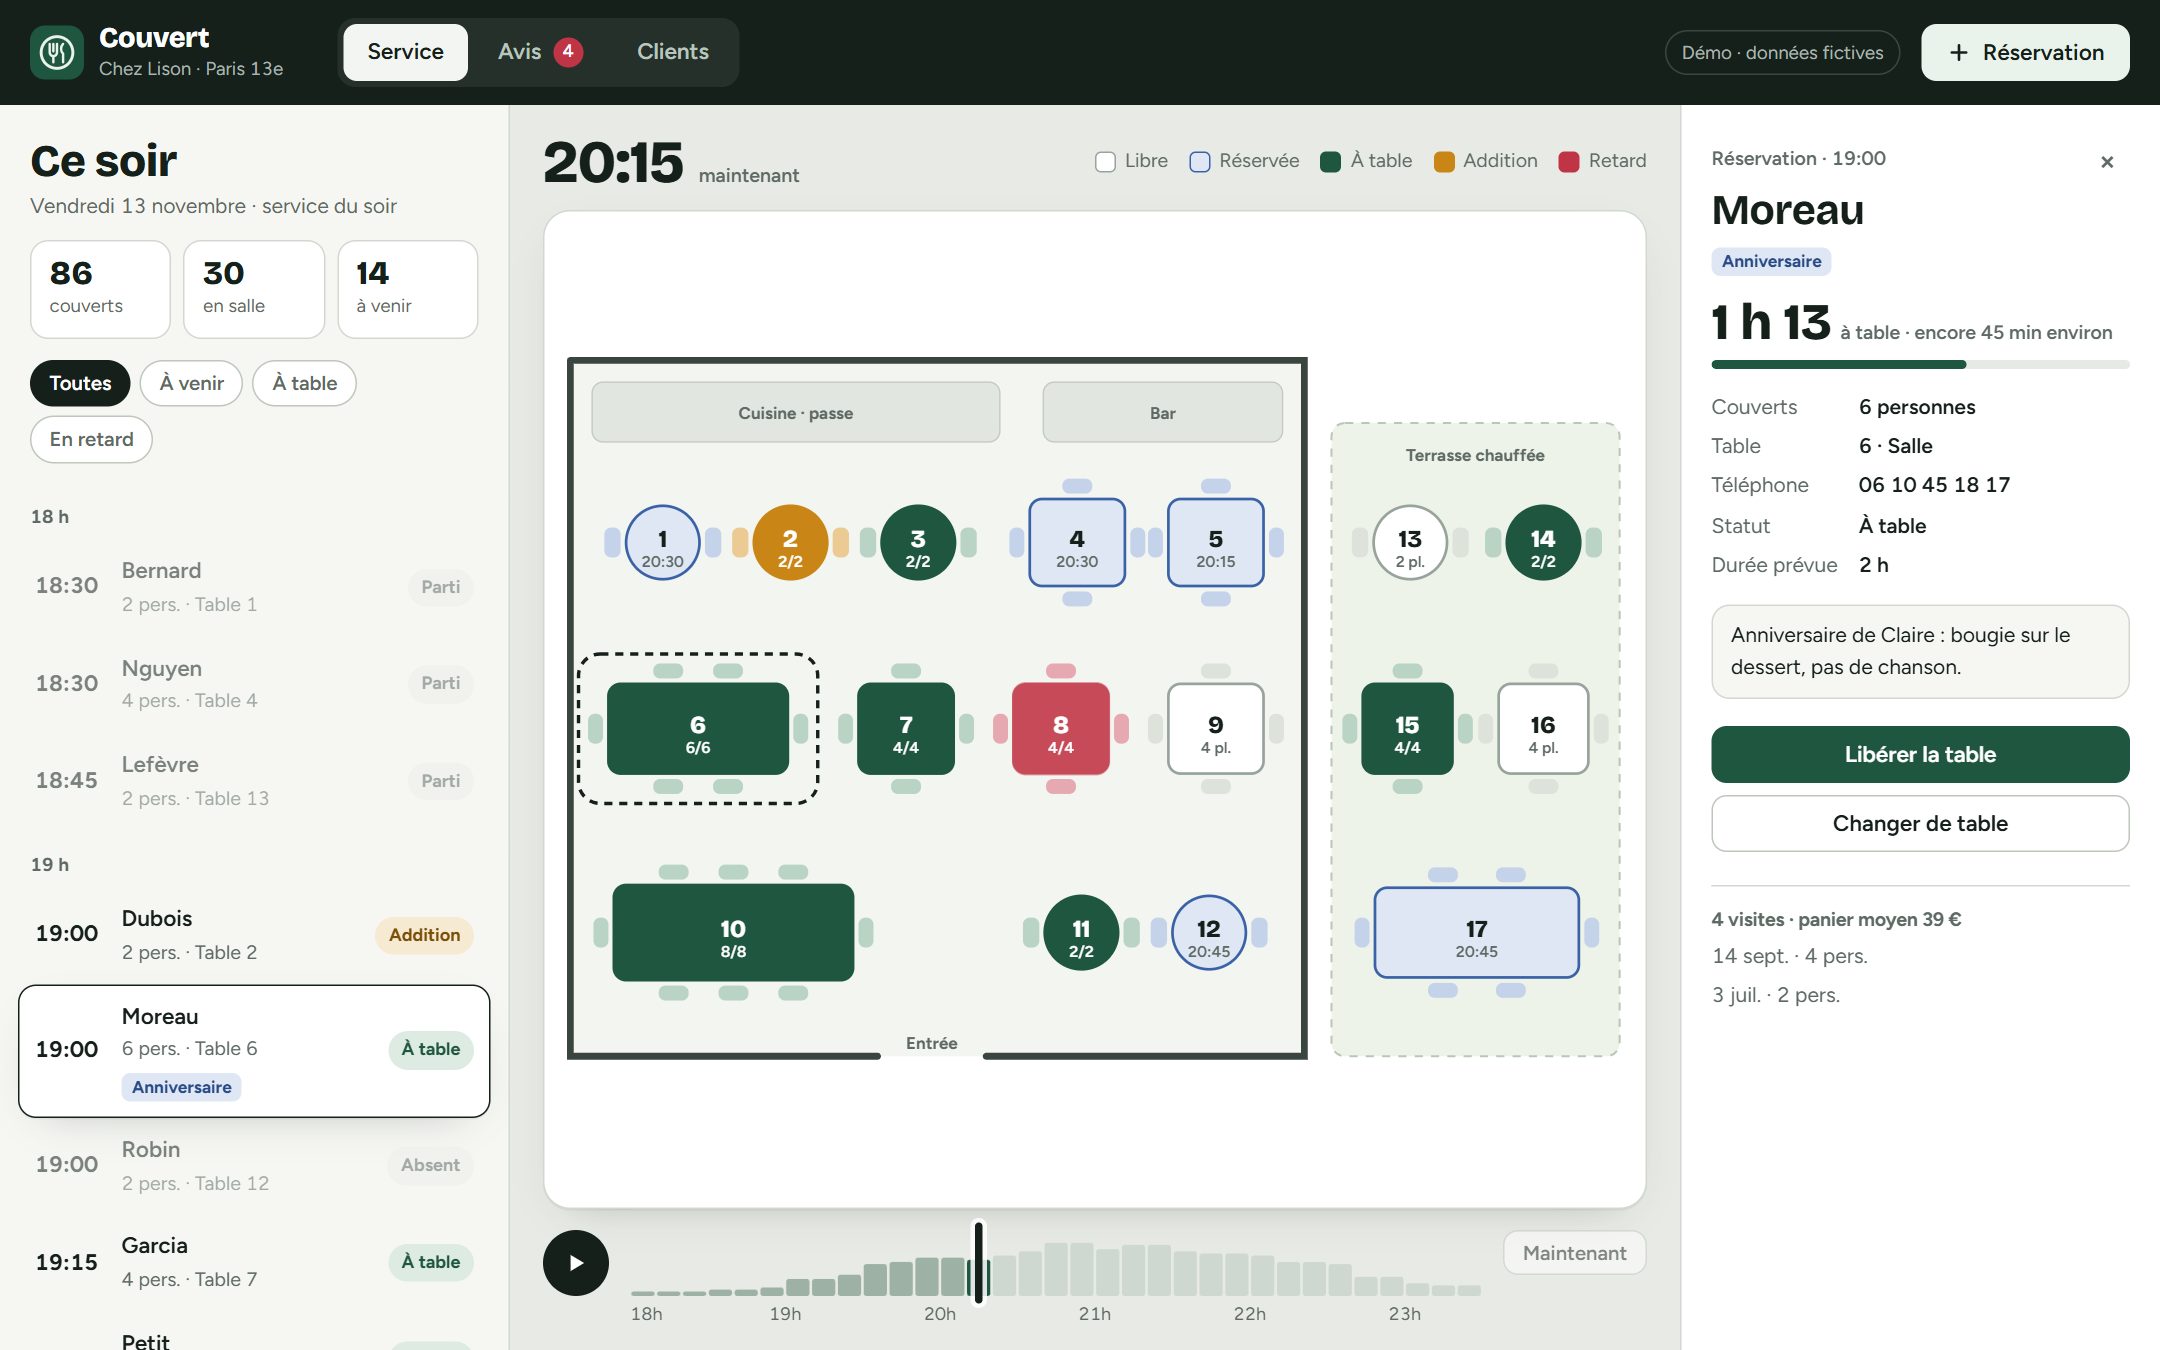 Couvert
Chez Lison · Paris 13e
Service
Avis 4
Clients
Démo · données fictives
+ Réservation
Ce soir
Vendredi 13 novembre · service du soir
86
couverts
30
en salle
14
à venir
Toutes
À venir
À table
En retard
18 h
18:30
Bernard
2 pers. · Table 1
Parti
18:30
Nguyen
4 pers. · Table 4
Parti
18:45
Lefèvre
2 pers. · Table 13
Parti
19 h
19:00
Dubois
2 pers. · Table 2
Addition
19:00
Moreau
6 pers. · Table 6
Anniversaire
À table
19:00
Robin
2 pers. · Table 12
Absent
19:15
Garcia
4 pers. · Table 7
À table
Petit
20:15 maintenant
Libre
Réservée
À table
Addition
Retard
Cuisine · passe
Bar
Terrasse chauffée
1
20:30
2
2/2
3
2/2
4
20:30
5
20:15
13
2 pl.
14
2/2
6
6/6
7
4/4
8
4/4
9
4 pl.
15
4/4
16
4 pl.
10
8/8
11
2/2
12
20:45
17
20:45
Entrée
18h
19h
20h
21h
22h
23h
Maintenant
Réservation · 19:00
×
Moreau
Anniversaire
1 h 13 à table · encore 45 min environ
Couverts 6 personnes
Table 6 · Salle
Téléphone 06 10 45 18 17
Statut À table
Durée prévue 2 h
Anniversaire de Claire : bougie sur le
dessert, pas de chanson.
Libérer la table
Changer de table
4 visites · panier moyen 39 €
14 sept. · 4 pers.
3 juil. · 2 pers.